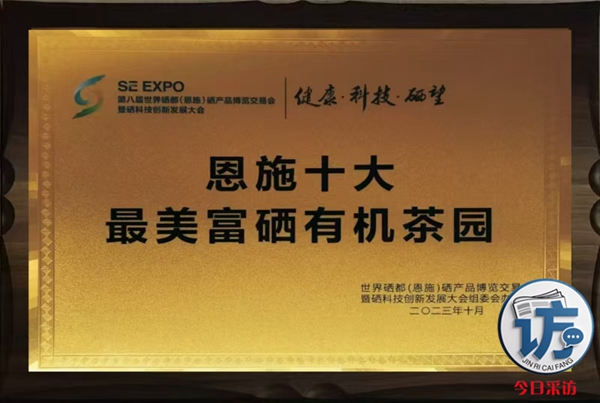 SE EXPO
第八届世界硒都（恩施）硒产品博览交易会
暨硒科技创新发展大会
健康·科技·硒望
恩施十大
最美富硒有机茶园
世界硒都（恩施）硒产品博览交易
暨硒科技创新发展大会组委会办
二〇二三年十月
访
JIN RI CAI FANG
今日采访